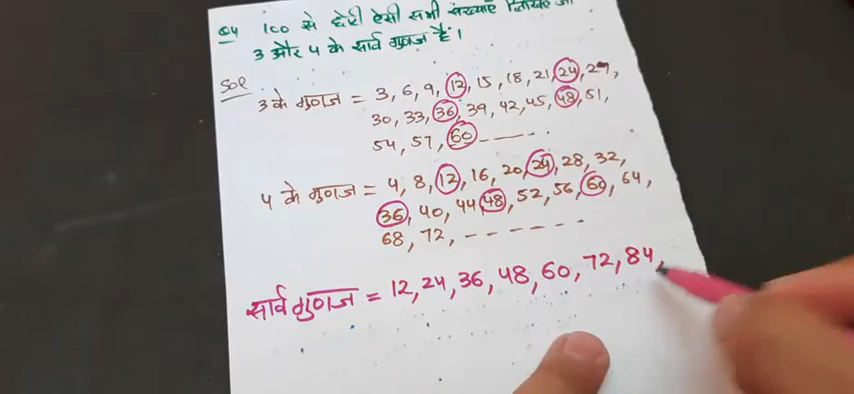 Q4 100 से छोटी ऐसी सभी संख्याएँ लिखिए जो
3 और 4 के सार्व गुणज हैं।
Sol
3 के गुणज = 3, 6, 9, 12, 15, 18, 21, 24, 27,
30, 33, 36, 39, 42, 45, 48, 51,
54, 57, 60 -----.
4 के गुणज = 4, 8, 12, 16, 20, 24, 28, 32,
36, 40, 44, 48, 52, 56, 60, 64,
68, 72, ------.
सार्व गुणज = 12, 24, 36, 48, 60, 72, 84,